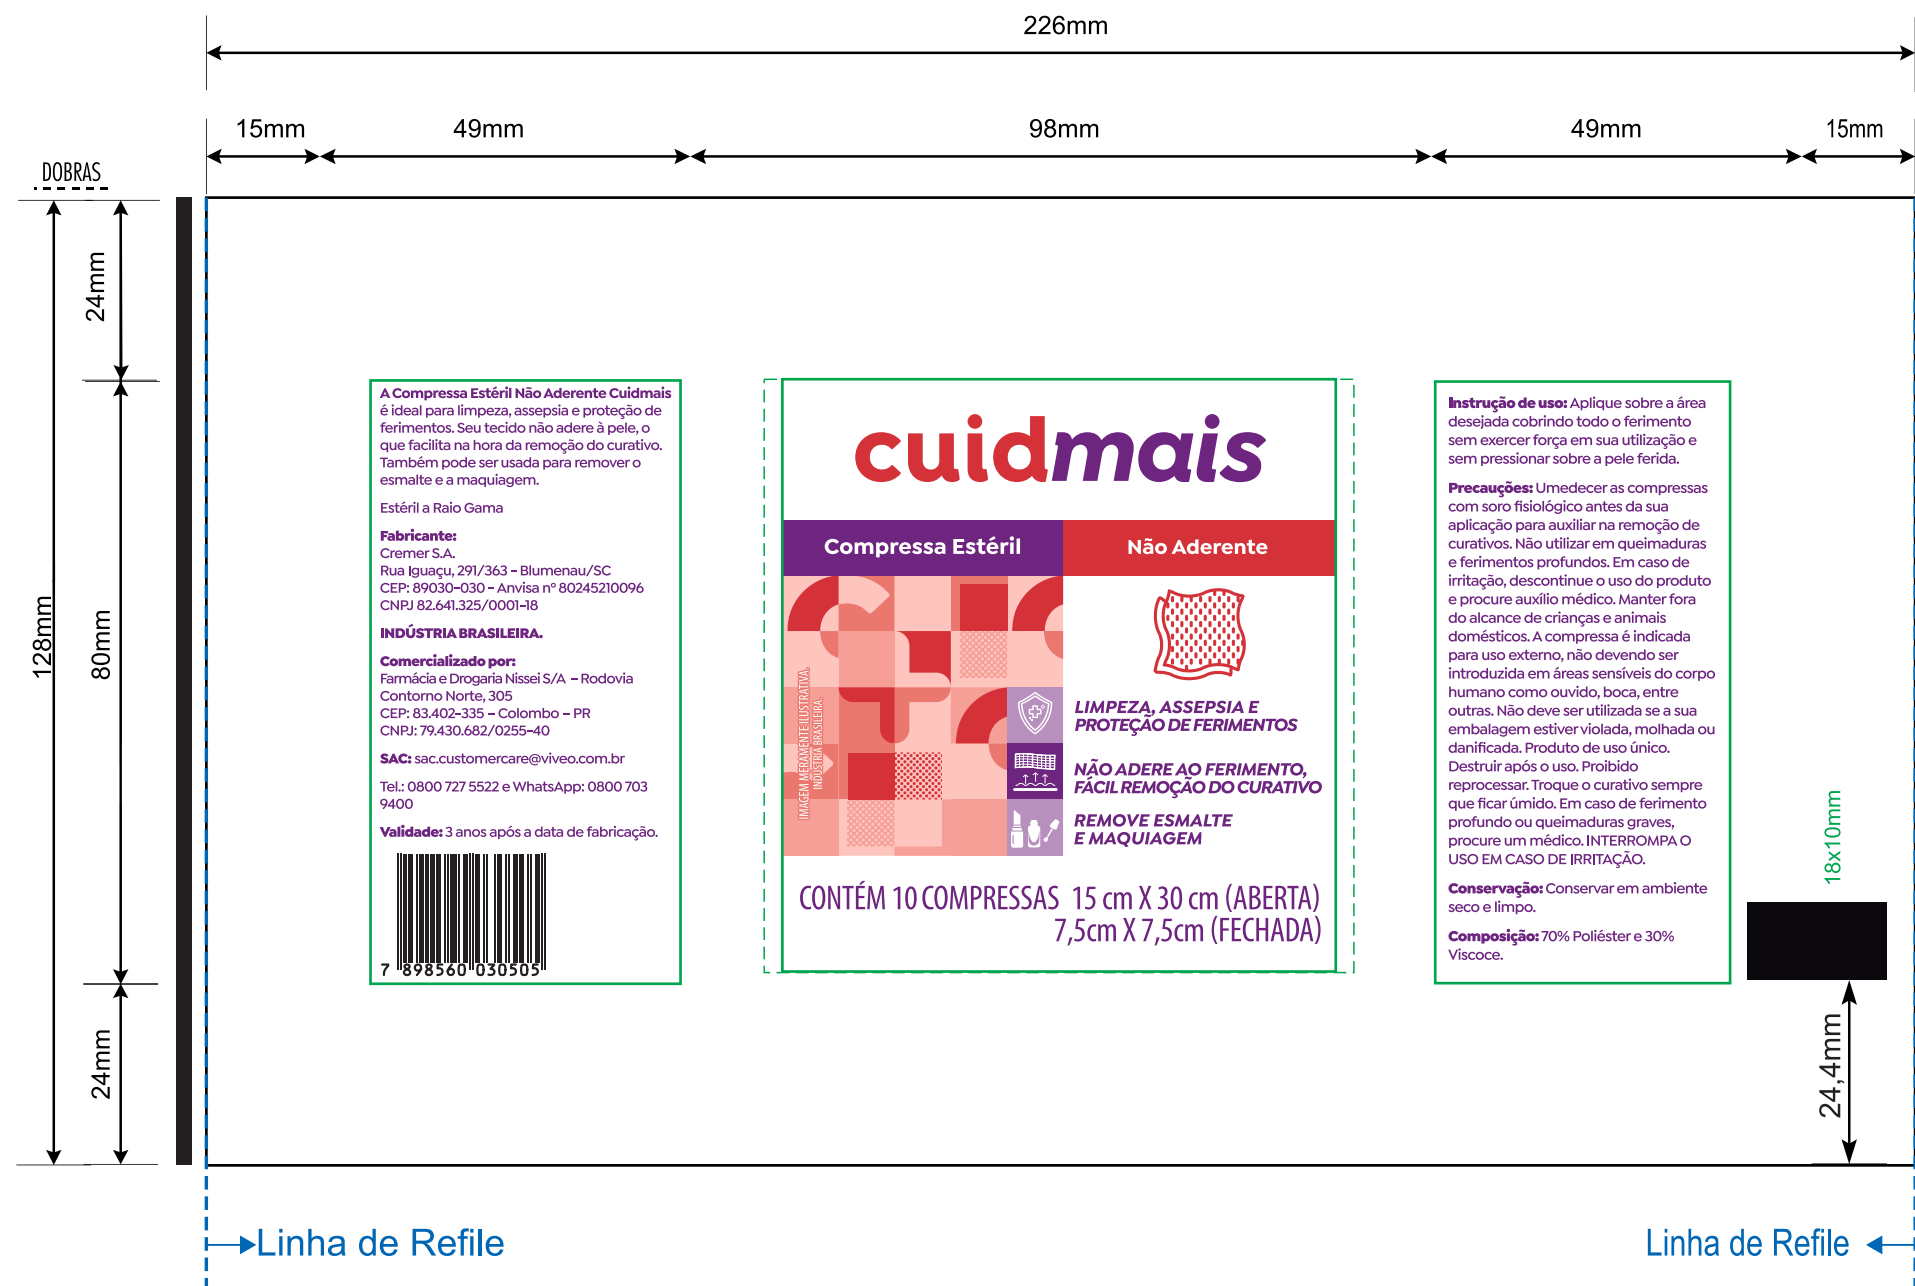 226mm
15mm
49mm
98mm
49mm
15mm
DOBRAS
24mm
128mm
80mm
24mm
A Compressa Estéril Não Aderente Cuidmais
é ideal para limpeza, assepsia e proteção de
ferimentos. Seu tecido não adere à pele, o
que facilita na hora da remoção do curativo.
Também pode ser usada para remover o
esmalte e a maquiagem.
Estéril a Raio Gama
Fabricante:
Cremer S.A.
Rua Iguaçu, 291/363 – Blumenau/SC
CEP: 89030-030 – Anvisa nº 80245210096
CNPJ 82.641.325/0001-18
INDÚSTRIA BRASILEIRA.
Comercializado por:
Farmácia e Drogaria Nissei S/A – Rodovia
Contorno Norte, 305
CEP: 83.402-335 – Colombo – PR
CNPJ: 79.430.682/0255-40
SAC: sac.customercare@viveo.com.br
Tel.: 0800 727 5522 e WhatsApp: 0800 703
9400
Validade: 3 anos após a data de fabricação.
7 898560 030505
cuidmais
Compressa Estéril
Não Aderente
IMAGEM MERAMENTE ILUSTRATIVA.
INDÚSTRIA BRASILEIRA.
LIMPEZA, ASSEPSIA E
PROTEÇÃO DE FERIMENTOS
NÃO ADERE AO FERIMENTO,
FÁCIL REMOÇÃO DO CURATIVO
REMOVE ESMALTE
E MAQUIAGEM
CONTÉM 10 COMPRESSAS 15 cm X 30 cm (ABERTA)
7,5cm X 7,5cm (FECHADA)
Instrução de uso: Aplique sobre a área
desejada cobrindo todo o ferimento
sem exercer força em sua utilização e
sem pressionar sobre a pele ferida.
Precauções: Umedecer as compressas
com soro fisiológico antes da sua
aplicação para auxiliar na remoção de
curativos. Não utilizar em queimaduras
e ferimentos profundos. Em caso de
irritação, descontinue o uso do produto
e procure auxílio médico. Manter fora
do alcance de crianças e animais
domésticos. A compressa é indicada
para uso externo, não devendo ser
introduzida em áreas sensíveis do corpo
humano como ouvido, boca, entre
outras. Não deve ser utilizada se a sua
embalagem estiver violada, molhada ou
danificada. Produto de uso único.
Destruir após o uso. Proibido
reprocessar. Troque o curativo sempre
que ficar úmido. Em caso de ferimento
profundo ou queimaduras graves,
procure um médico. INTERROMPA O
USO EM CASO DE IRRITAÇÃO.
Conservação: Conservar em ambiente
seco e limpo.
Composição: 70% Poliéster e 30%
Viscoce.
18x10mm
24,4mm
Linha de Refile
Linha de Refile